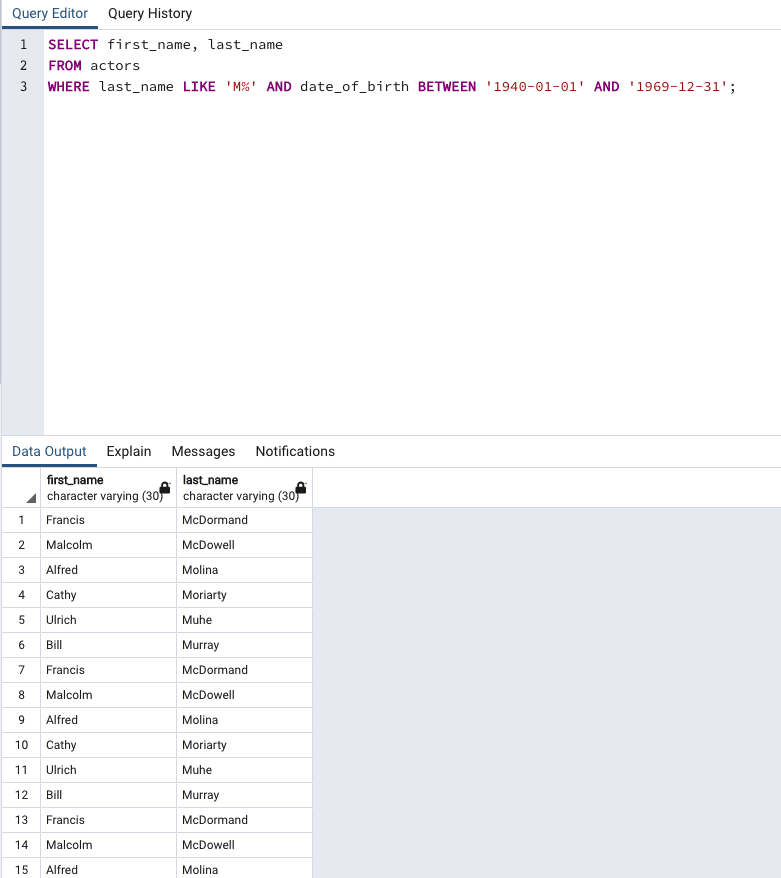 Query Editor Query History
1 SELECT first_name, last_name
2 FROM actors
3 WHERE last_name LIKE 'M%' AND date_of_birth BETWEEN '1940-01-01' AND '1969-12-31';
Data Output Explain Messages Notifications
first_name last_name
character varying (30) character varying (30)
1 Francis McDormand
2 Malcolm McDowell
3 Alfred Molina
4 Cathy Moriarty
5 Ulrich Muhe
6 Bill Murray
7 Francis McDormand
8 Malcolm McDowell
9 Alfred Molina
10 Cathy Moriarty
11 Ulrich Muhe
12 Bill Murray
13 Francis McDormand
14 Malcolm McDowell
15 Alfred Molina